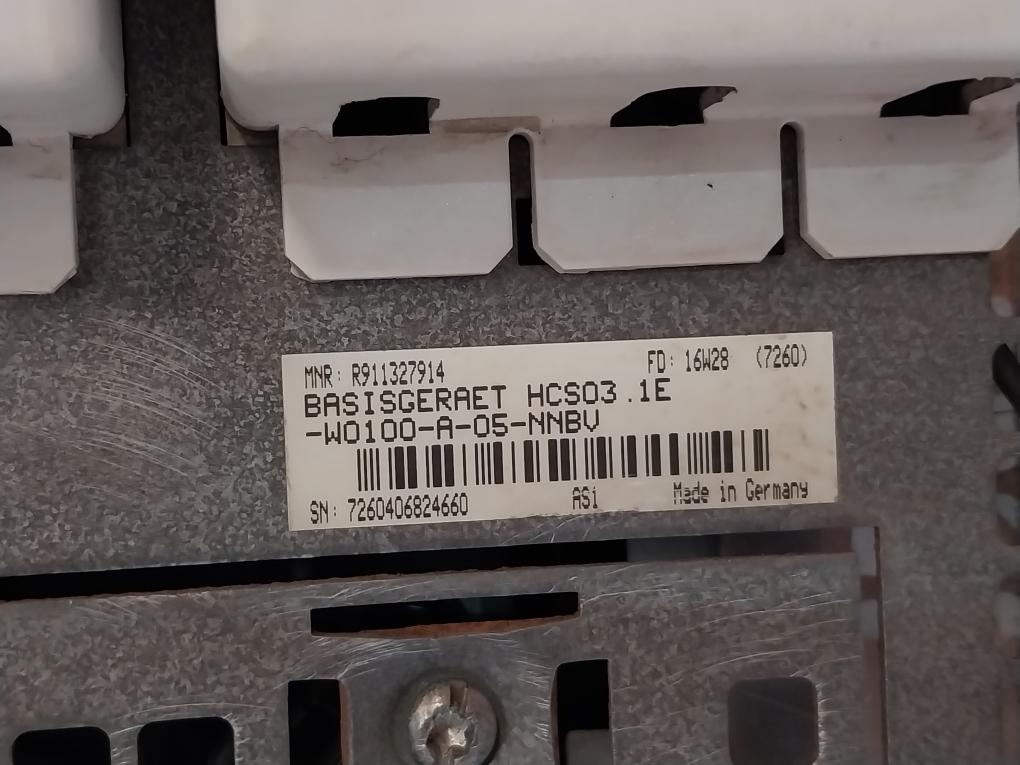 MNR: R911327914 FD: 16W28 (7260)
BASISGERAET HCS03.1E
-W0100-A-05-NNBV
SN: 7260406824660 ASi Made in Germany